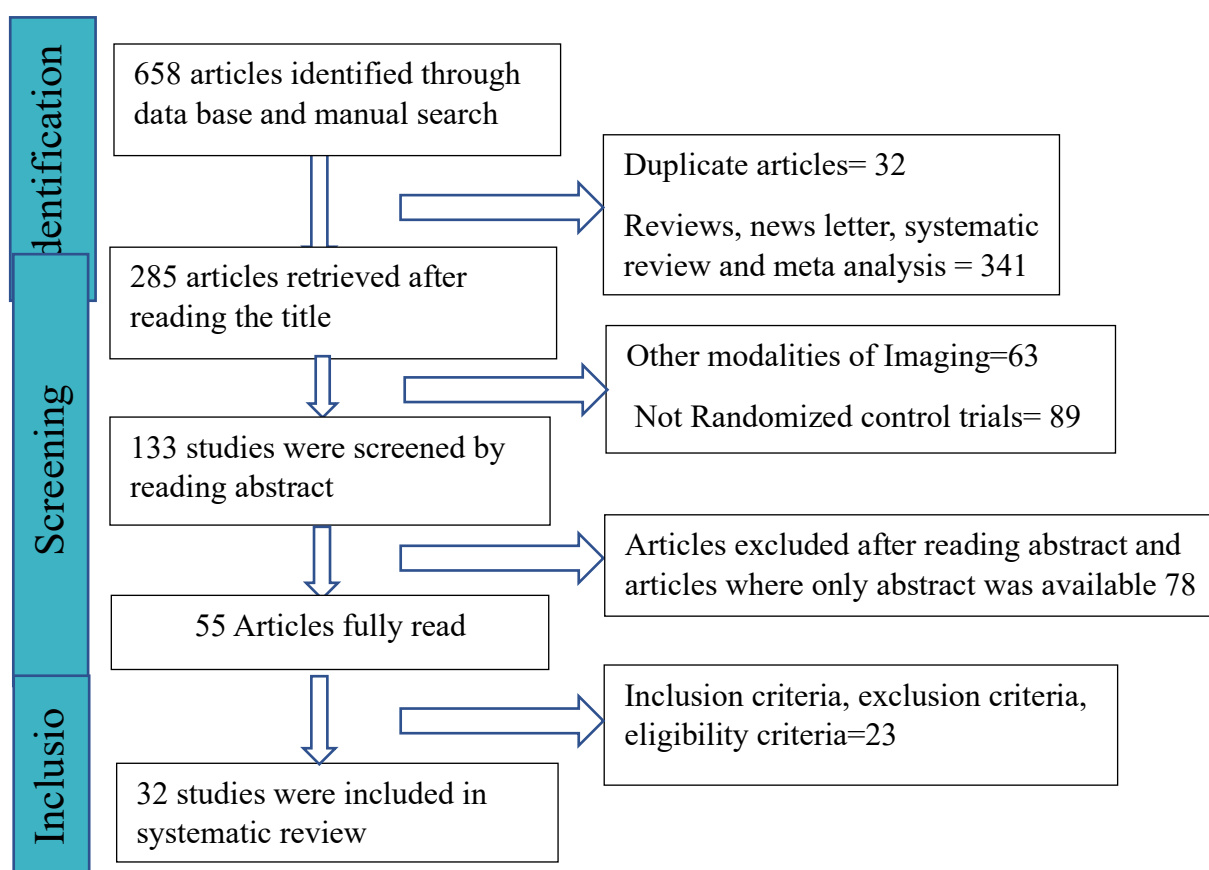 dentification
658 articles identified through
data base and manual search
Duplicate articles= 32
Reviews, news letter, systematic
review and meta analysis = 341
Screening
285 articles retrieved after
reading the title
Other modalities of Imaging=63
Not Randomized control trials= 89
133 studies were screened by
reading abstract
Articles excluded after reading abstract and
articles where only abstract was available 78
55 Articles fully read
Inclusio
Inclusion criteria, exclusion criteria,
eligibility criteria=23
32 studies were included in
systematic review